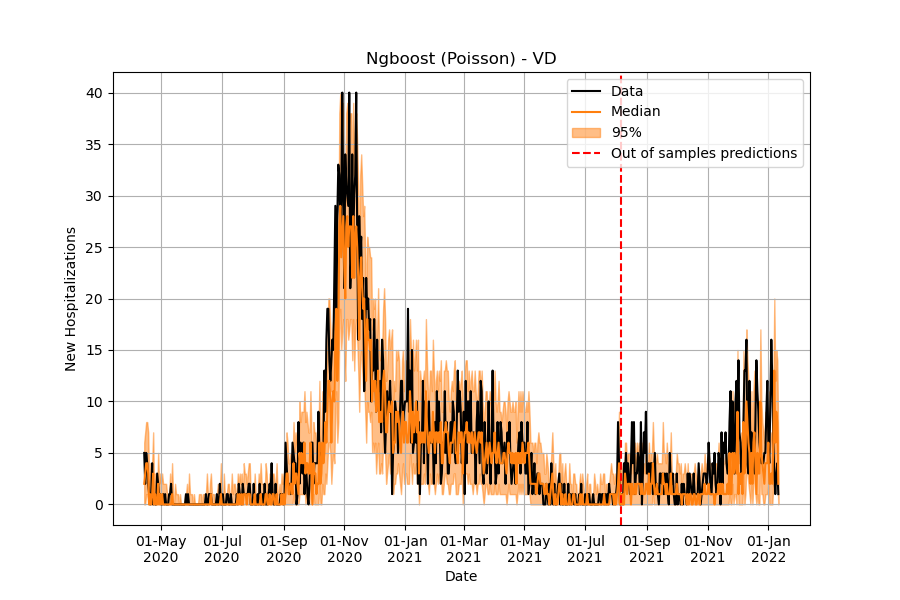 Ngboost (Poisson) - VD
Data
Median
95%
Out of samples predictions
New Hospitalizations
40
35
30
25
20
15
10
5
0
01-May 01-Jul 01-Sep 01-Nov 01-Jan 01-Mar 01-May 01-Jul 01-Sep 01-Nov 01-Jan
2020 2020 2020 2020 2021 2021 2021 2021 2021 2021 2022
Date